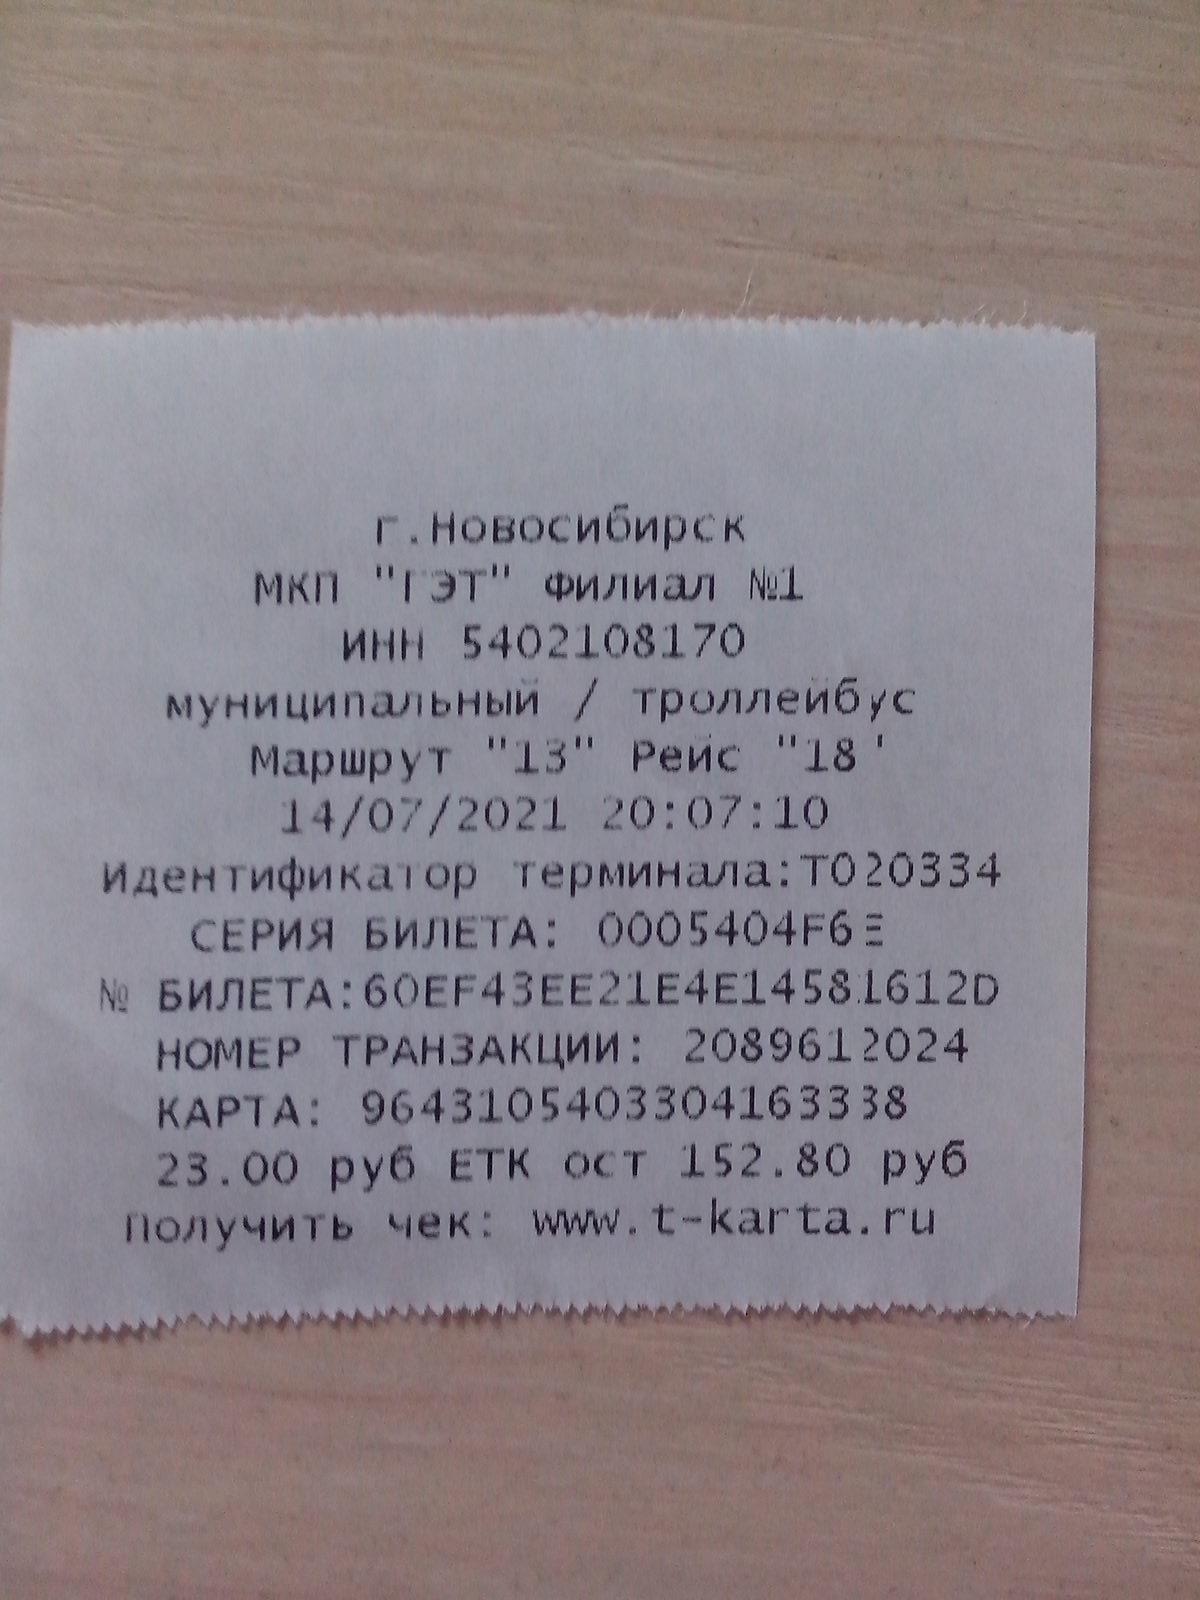 г.Новосибирск
МКП "ГЭТ" Филиал №1
ИНН 5402108170
муниципальный / троллейбус
Маршрут "13" Рейс "18"
14/07/2021 20:07:10
Идентификатор терминала:Т020334
СЕРИЯ БИЛЕТА: 0005404F6E
№ БИЛЕТА:60EF43EE21E4E14581612D
НОМЕР ТРАНЗАКЦИИ: 2089612024
КАРТА: 9643105403304163338
23.00 руб ЕТК ост 152.80 руб
Получить чек: www.t-karta.ru